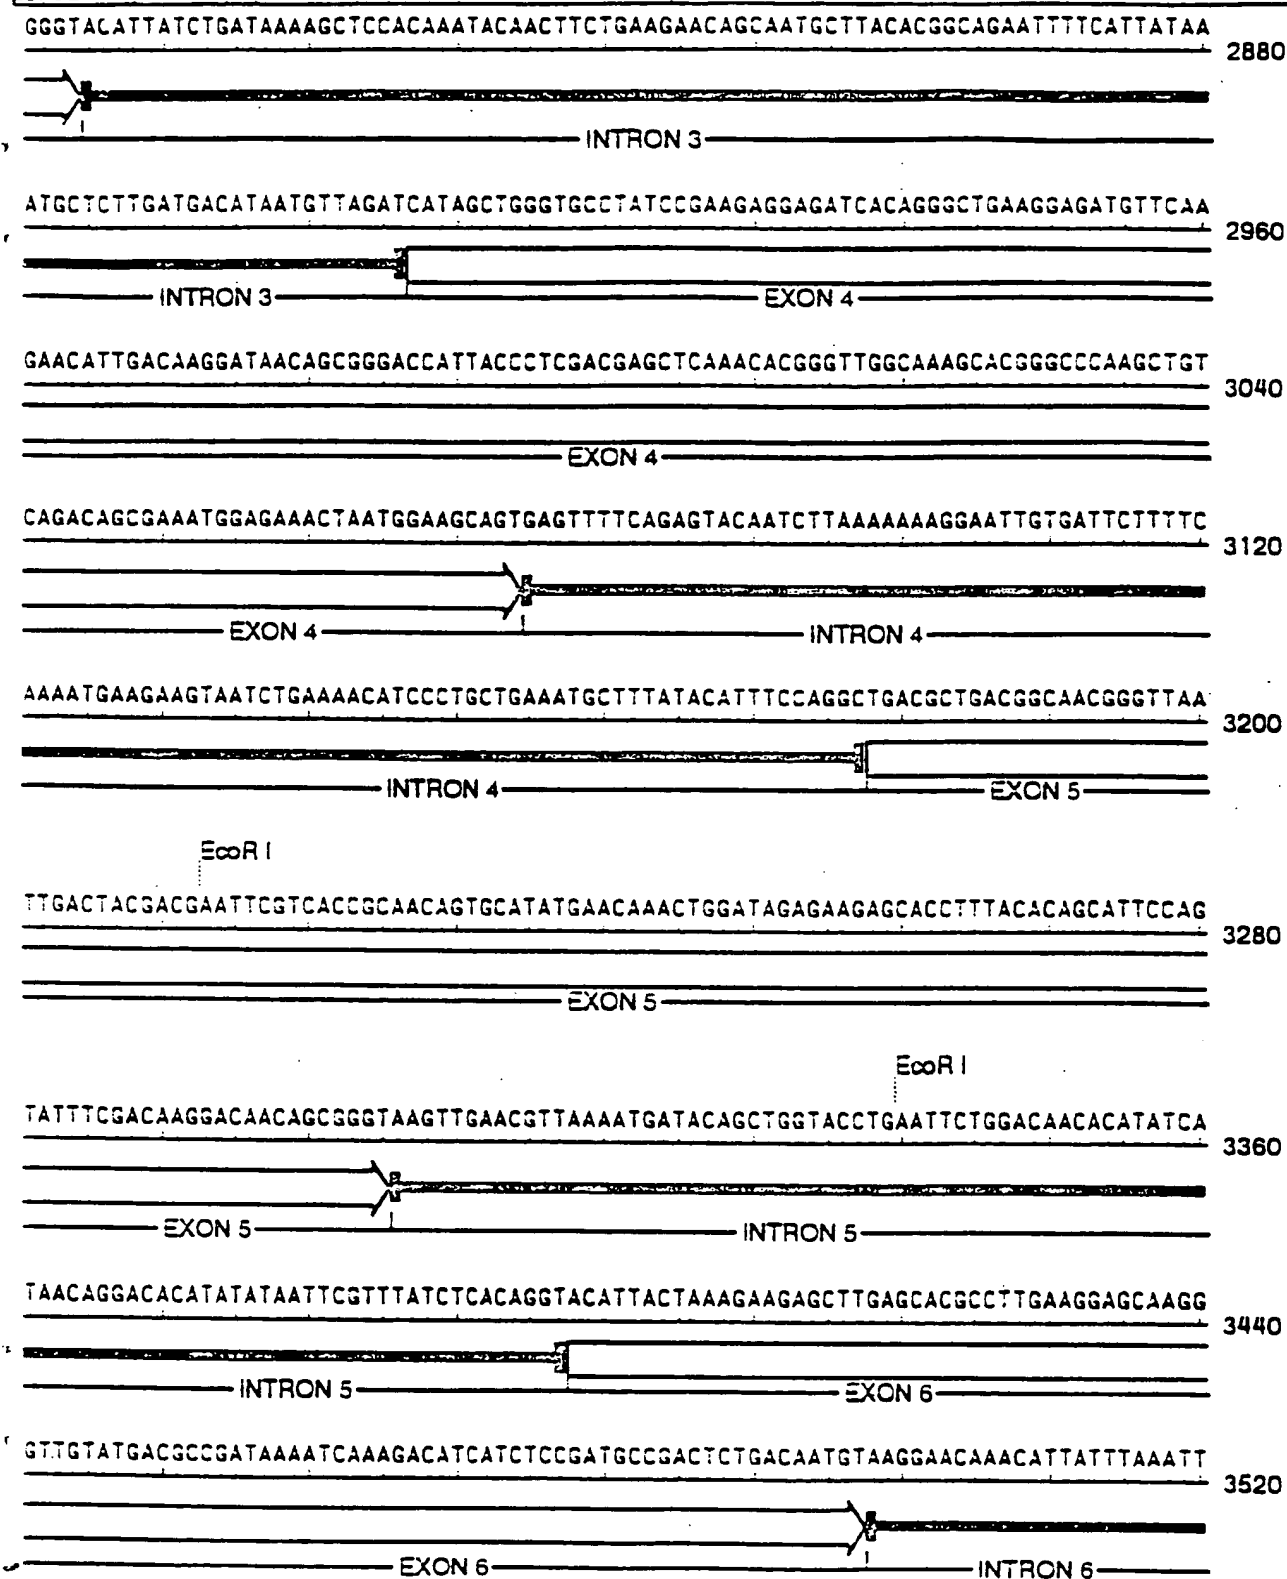 GGGTACATTATCTGATAAAAGCTCCACAAATACAACTTCTGAAGAACAGCAATGCTTACACGGCAGAATTTTCATTATAA
2880
INTRON 3
ATGCTCTTGATGACATAATGTTAGATCATAGCTGGGTGCCTATCCGAAGAGGAGATCACAGGGCTGAAGGAGATGTTCAA
2960
INTRON 3 EXON 4
GAACATTGACAAGGATAACAGCGGGACCATTACCCTCGACGAGCTCAAACACGGGTTGGCAAAGCACGGGCCCAAGCTGT
3040
EXON 4
CAGACAGCGAAATGGAGAAACTAATGGAAGCAGTGAGTTTTCAGAGTACAATCTTAAAAAAAGGAATTGTGATTCTTTTC
3120
EXON 4 INTRON 4
AAAATGAAGAAGTAATCTGAAAACATCCCTGCTGAAATGCTTTATACATTTCCAGGCTGACGCTGACGGCAACGGGTTAA
3200
INTRON 4 EXON 5
EcoR I
TTGACTACGACGAATTCGTCACCGCAACAGTGCATATGAACAAACTGGATAGAGAAGAGCACCTTTACACAGCATTCCAG
3280
EXON 5
EcoR I
TATTTCGACAAGGACAACAGCGGGTAAGTTGAACGTTAAAATGATACAGCTGGTACCTGAATTCTGGACAACACATATCA
3360
EXON 5 INTRON 5
TAACAGGACACATATATAATTCGTTTATCTCACAGGTACATTACTAAAGAAGAGCTTGAGCACGCCTTGAAGGAGCAAGG
3440
INTRON 5 EXON 6
GTTGTATGACGCCGATAAAATCAAAGACATCATCTCCGATGCCGACTCTGACAATGTAAGGAACAAACATTATTTAAATT
3520
EXON 6 INTRON 6